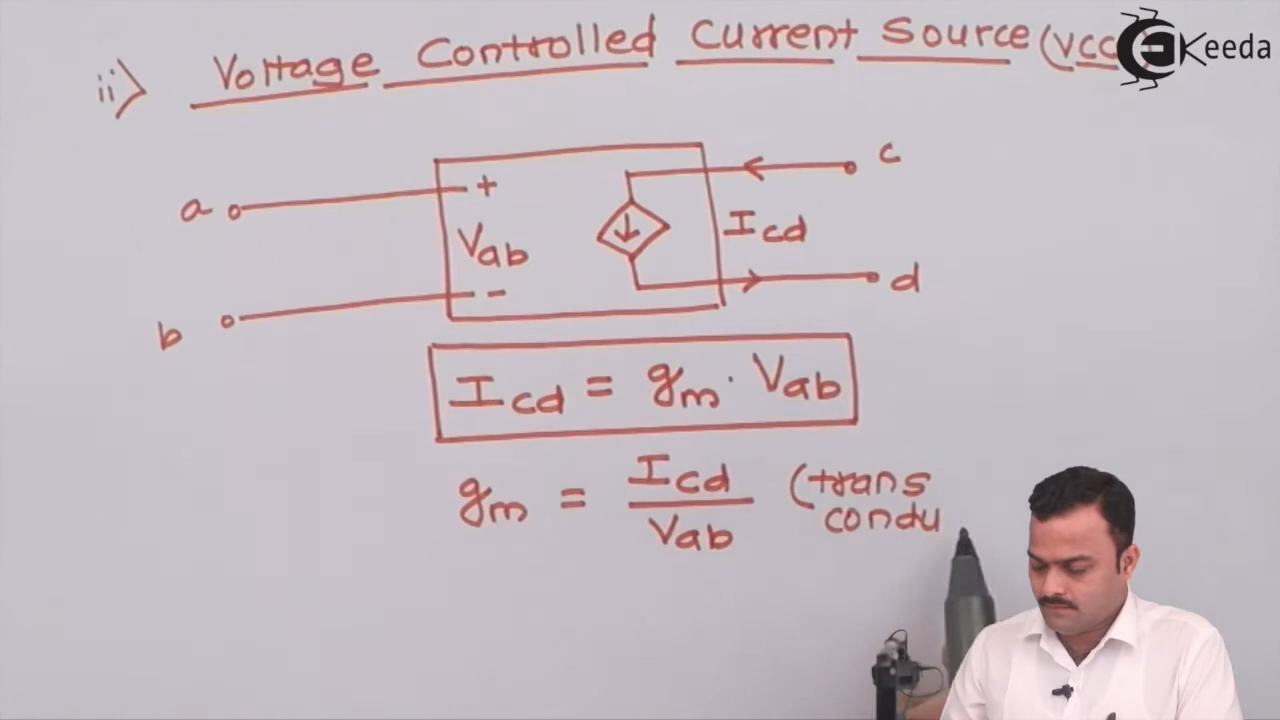 ii> Voltage Controlled Current Source (VCC
Keeda
a
+
Vab
-
b
c
Icd
d
Icd = gm · Vab
gm = Icd / Vab (trans
condu